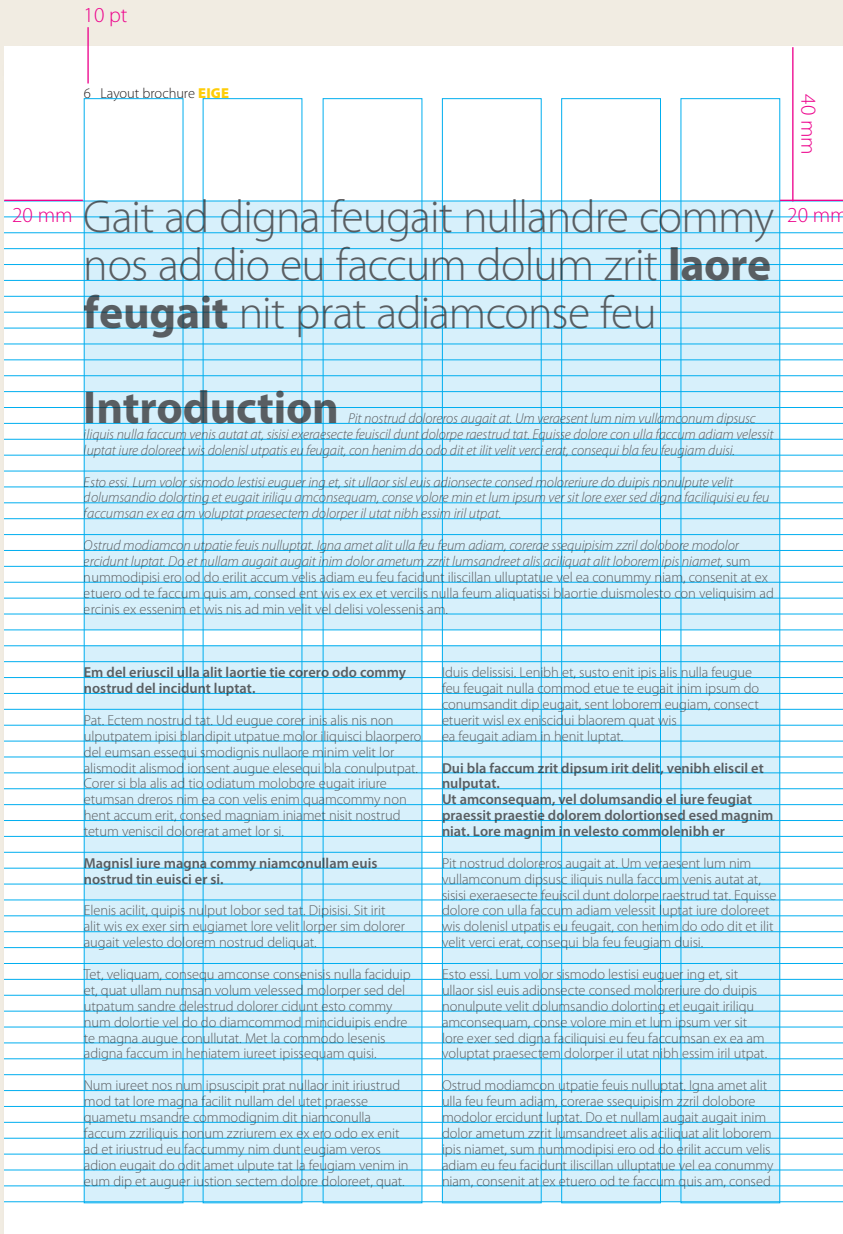 10 pt
6 Layout brochure EIGE
40 mm
20 mm
20 mm
Gait ad digna feugait nullandre commy
nos ad dio eu faccum dolum zrit laore
feugait nit prat adiamconse feu
Introduction Pit nostrud doloreros augait at. Um veraesent lum nim vullamconum dipsusc
iliquis nulla faccum venis autat at, sisisi exeraesecte feuiscil dunt dolorpe raestrud tat. Equisse dolore con ulla faccum adiam velessit
luptat iure doloreet wis dolenisl utpatis eu feugait, con henim do odo dit et ilit velit verci erat, consequi bla feu feugiam duisi.
Esto essi. Lum volor sismodo lestisi euguer ing et, sit ullaor sisl euis adionsecte consed moloreriure do duipis nonulpute velit
dolumsandio dolorting et eugait iriliqu amconsequam, conse volore min et lum ipsum ver sit lore exer sed digna faciliquisi eu feu
faccumsan ex ea am voluptat praesectem dolorper il utat nibh essim iril utpat.
Ostrud modiamcon utpatie feuis nulluptat. Igna amet alit ulla feu feum adiam, corerae ssequipisim zzril dolobore modolor
ercidunt luptat. Do et nullam augait augait inim dolor ametum zzrit lumsandreet alis aciliquat alit loborem ipis niamet, sum
nummodipisi ero od do erilit accum velis adiam eu feu facidunt iliscillan ulluptatue vel ea conummy niam, consenit at ex
etuero od te faccum quis am, consed ent wis ex ex et vercilis nulla feum aliquatissi blaortie duismolesto con veliquisim ad
ercinis ex essenim et wis nis ad min velit vel delisi volessenis am.
Em del eriuscil ulla alit laortie tie corero odo commy
nostrud del incidunt luptat.
Pat. Ectem nostrud tat. Ud eugue corer inis alis nis non
ulputpatem ipisi blandipit utpatue molor iliquisci blaorpero
del eumsan essequi smodignis nullaore minim velit lor
alismodit alismod ionsent augue elesequi bla conulputpat.
Corer si bla alis ad tio odiatum molobore eugait iriure
etumsan dreros nim ea con velis enim quamcommy non
hent accum erit, consed magniam iniamet nisit nostrud
tetum veniscil dolorerat amet lor si.
Magnisl iure magna commy niamconullam euis
nostrud tin euisci er si.
Elenis acilit, quipis nulput lobor sed tat. Dipisisi. Sit irit
alit wis ex exer sim eugiamet lore velit lorper sim dolorer
augait velesto dolorem nostrud deliquat.
Tet, veliquam, consequ amconse consenisis nulla faciduip
et, quat ullam numsan volum velessed molorper sed del
utpatum sandre delestrud dolorer cidunt esto commy
num dolortie vel do do diamcommod minciduipis endre
te magna augue conullutat. Met la commodo lesenis
adigna faccum in heniatem iureet ipissequam quisi.
Num iureet nos num ipsuscipit prat nullaor init iriustrud
mod tat lore magna facilit nullam del utet praesse
quametu msandre commodignim dit niamconulla
faccum zzriliquis nonum zzriurem ex ex ero odo ex enit
ad et iriustrud eu faccummy nim dunt eugiam veros
adion eugait do odit amet ulpute tat la feugiam venim in
eum dip et auguer iustion sectem dolore doloreet, quat.
Iduis delissisi. Lenibh et, susto enit ipis alis nulla feugue
feu feugait nulla commod etue te eugait inim ipsum do
conumsandit dip eugait, sent loborem eugiam, consect
etuerit wisl ex eniscidui blaorem quat wis
ea feugait adiam in henit luptat.
Dui bla faccum zrit dipsum irit delit, venibh eliscil et
nulputat.
Ut amconsequam, vel dolumsandio el iure feugiat
praessit praestie dolorem dolortionsed esed magnim
niat. Lore magnim in velesto commolenibh er
Pit nostrud doloreros augait at. Um veraesent lum nim
vullamconum dipsusc iliquis nulla faccum venis autat at,
sisisi exeraesecte feuiscil dunt dolorpe raestrud tat. Equisse
dolore con ulla faccum adiam velessit luptat iure doloreet
wis dolenisl utpatis eu feugait, con henim do odo dit et ilit
velit verci erat, consequi bla feu feugiam duisi.
Esto essi. Lum volor sismodo lestisi euguer ing et, sit
ullaor sisl euis adionsecte consed moloreriure do duipis
nonulpute velit dolumsandio dolorting et eugait iriliqu
amconsequam, conse volore min et lum ipsum ver sit
lore exer sed digna faciliquisi eu feu faccumsan ex ea am
voluptat praesectem dolorper il utat nibh essim iril utpat.
Ostrud modiamcon utpatie feuis nulluptat. Igna amet alit
ulla feu feum adiam, corerae ssequipisim zzril dolobore
modolor ercidunt luptat. Do et nullam augait augait inim
dolor ametum zzrit lumsandreet alis aciliquat alit loborem
ipis niamet, sum nummodipisi ero od do erilit accum velis
adiam eu feu facidunt iliscillan ulluptatue vel ea conummy
niam, consenit at ex etuero od te faccum quis am, consed